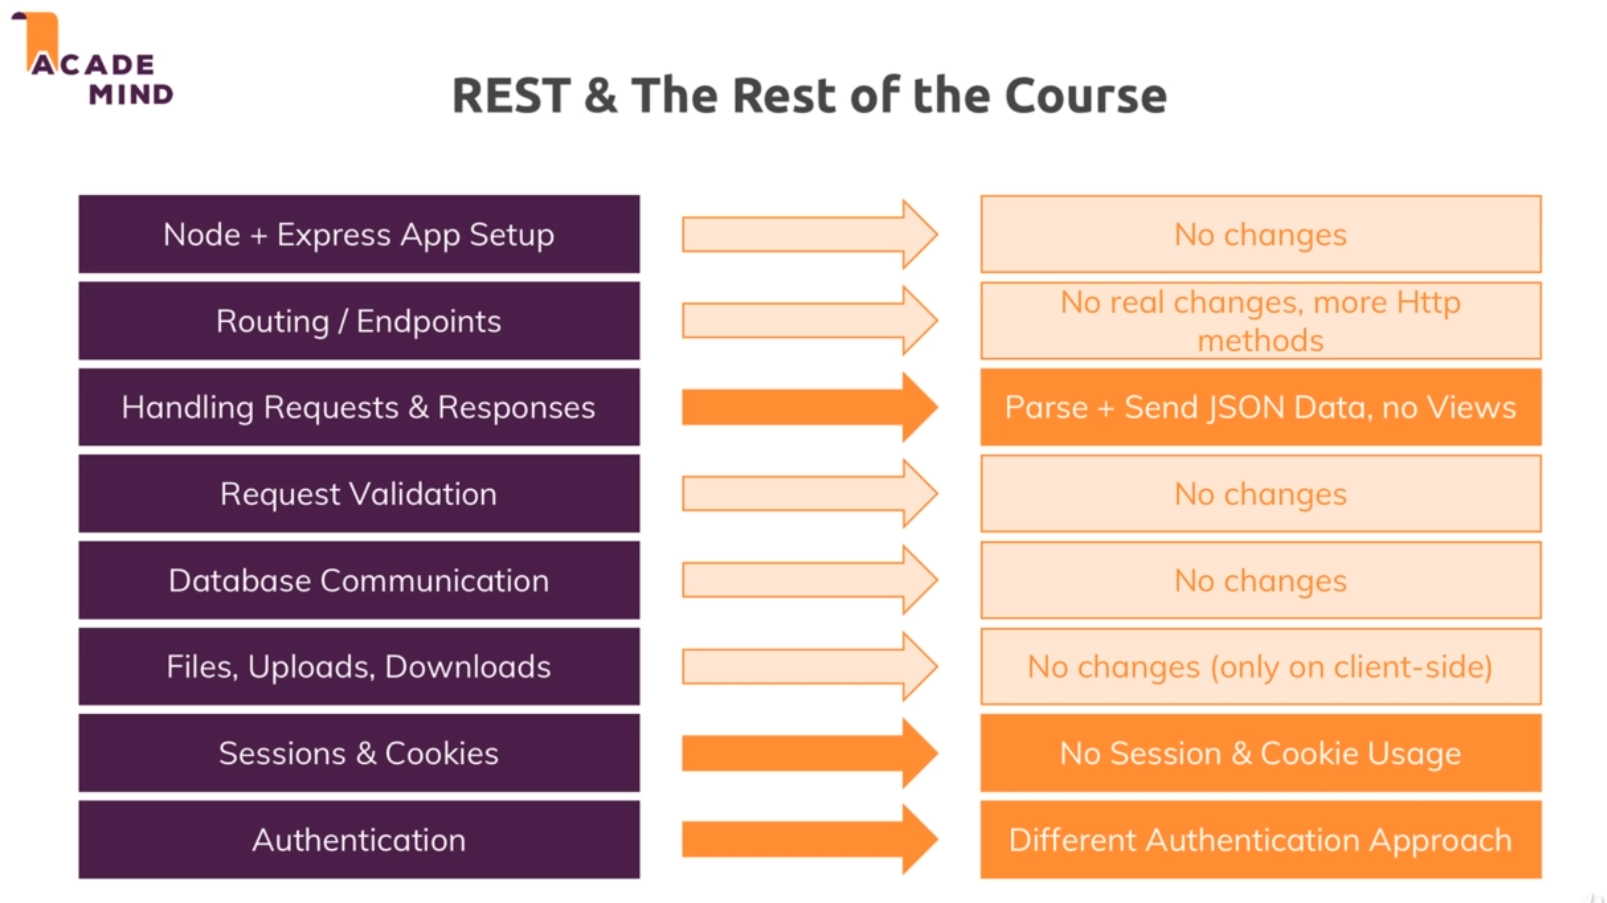 ACADE
MIND
REST & The Rest of the Course
Node + Express App Setup
No changes
Routing / Endpoints
No real changes, more Http
methods
Handling Requests & Responses
Parse + Send JSON Data, no Views
Request Validation
No changes
Database Communication
No changes
Files, Uploads, Downloads
No changes (only on client-side)
Sessions & Cookies
No Session & Cookie Usage
Authentication
Different Authentication Approach